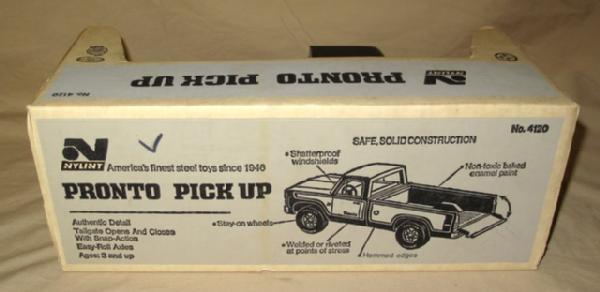 No. 4120
PRONTO PICK UP
NYLINT
No. 4120
NYLINT
America's finest steel toys since 1946
PRONTO PICK UP
Authentic Detail
Tailgate Opens And Closes
With Snap-Action
Easy-Roll Axles
Ages: 3 and up
SAFE, SOLID CONSTRUCTION
•Shatterproof
windshields
•Non-toxic baked
enamel paint
•Stay-on wheels
•Welded or riveted
at points of stress
•Hemmed edges